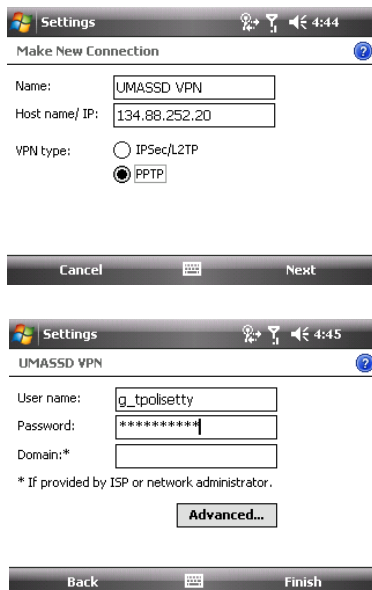 Settings 4:44
Make New Connection ?
Name: UMASSD VPN
Host name/ IP: 134.88.252.20
VPN type: IPSec/L2TP
PPTP
Cancel Next
Settings 4:45
UMASSD VPN ?
User name: g_tpolisetty
Password: **********
Domain:*
* If provided by ISP or network administrator.
Advanced...
Back Finish